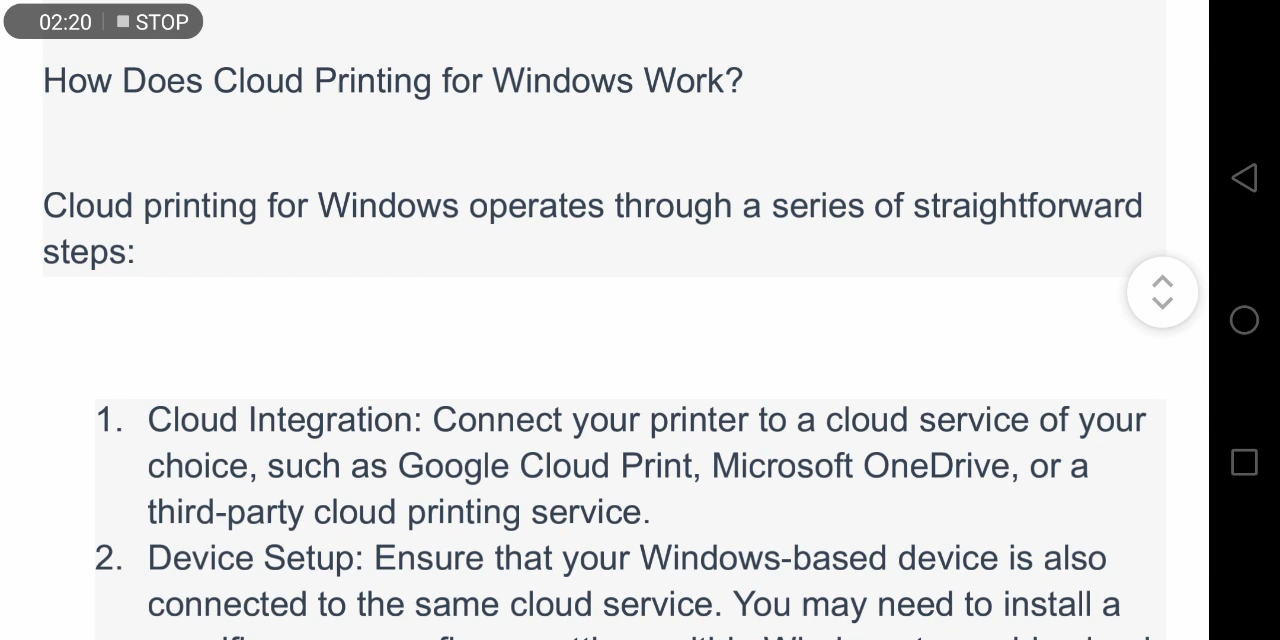 02:20 STOP
How Does Cloud Printing for Windows Work?
Cloud printing for Windows operates through a series of straightforward
steps:
1. Cloud Integration: Connect your printer to a cloud service of your
choice, such as Google Cloud Print, Microsoft OneDrive, or a
third-party cloud printing service.
2. Device Setup: Ensure that your Windows-based device is also
connected to the same cloud service. You may need to install a